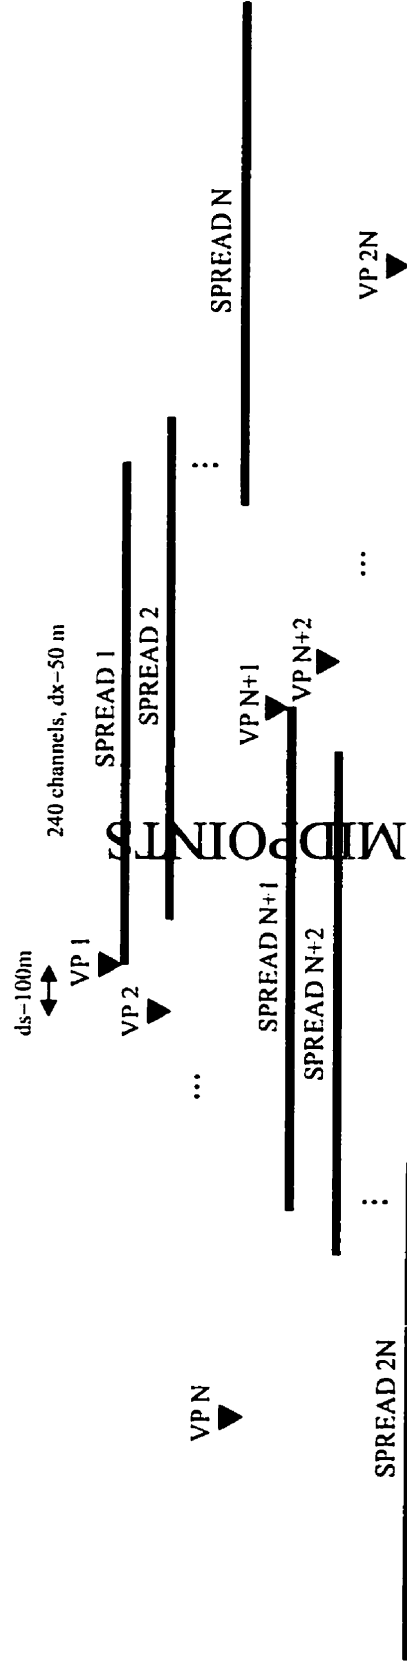 ds−100m
240 channels, dx−50 m
VP 1
SPREAD 1
VP 2
SPREAD 2
...
...
VP N
SPREAD N
VP N+1
SPREAD N+1
VP N+2
SPREAD N+2
...
...
VP 2N
SPREAD 2N
MIDPOINTS